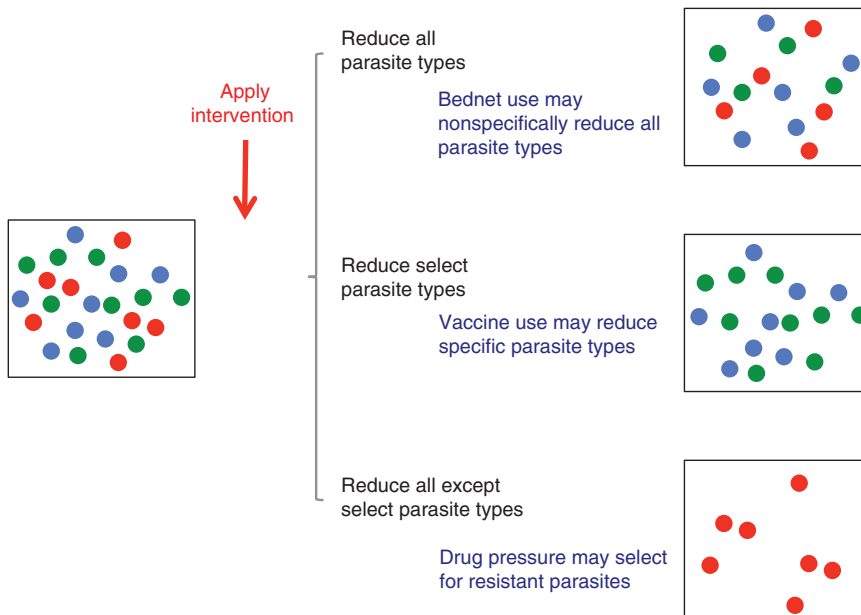 Apply
intervention
Reduce all
parasite types
Bednet use may
nonspecifically reduce all
parasite types
Reduce select
parasite types
Vaccine use may reduce
specific parasite types
Reduce all except
select parasite types
Drug pressure may select
for resistant parasites